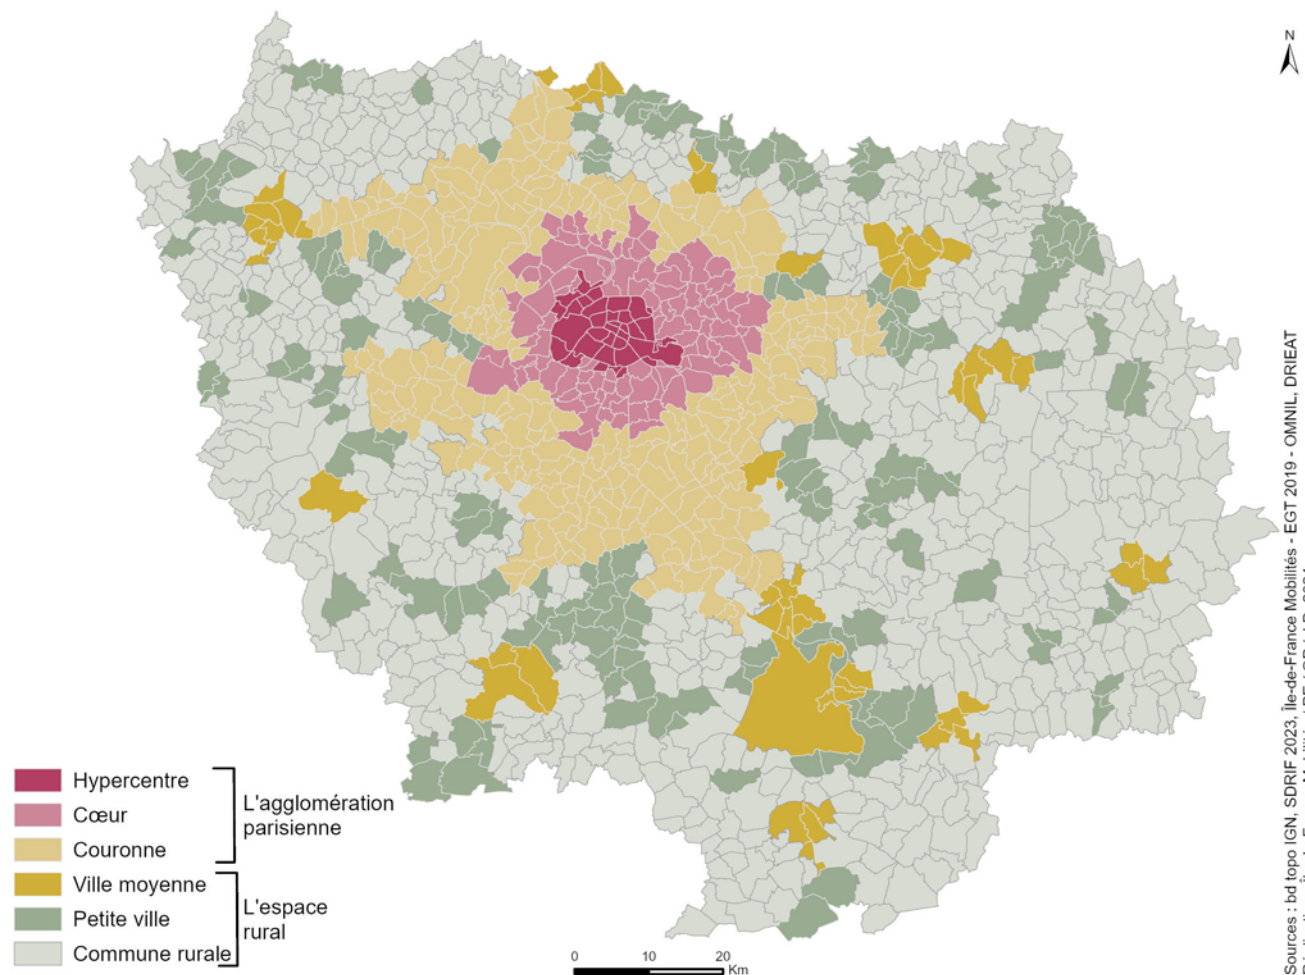 N
Hypercentre
Cœur
Couronne
L'agglomération
parisienne
Ville moyenne
Petite ville
Commune rurale
L'espace
rural
0 10 20
Km
Sources : bd topo IGN, SDRIF 2023, Île-de-France Mobilités - EGT 2019 - OMNIL, DRIEAT